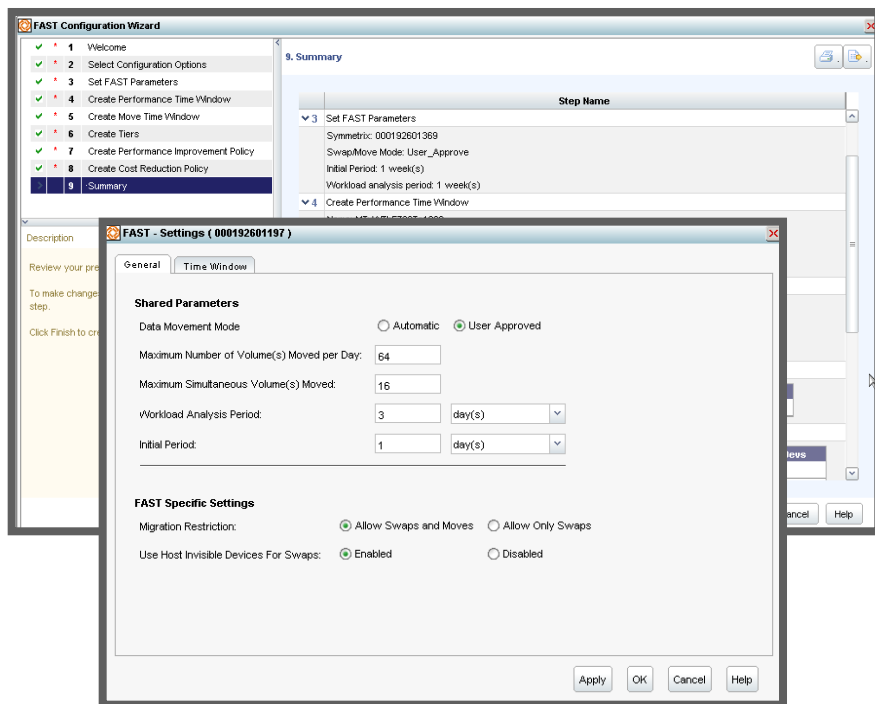 FAST Configuration Wizard
✓ * 1 Welcome
✓ * 2 Select Configuration Options
✓ * 3 Set FAST Parameters
✓ * 4 Create Performance Time Window
✓ * 5 Create Move Time Window
✓ * 6 Create Tiers
✓ * 7 Create Performance Improvement Policy
✓ * 8 Create Cost Reduction Policy
9 Summary
9. Summary
Step Name
3 Set FAST Parameters
Symmetrix: 000192601369
Swap/Move Mode: User_Approve
Initial Period: 1 week(s)
Workload analysis period: 1 week(s)
4 Create Performance Time Window
Description
Review your pre
To make changes
step.
Click Finish to cre
Devs
ancel
Help
FAST - Settings ( 000192601197 )
General
Time Window
Shared Parameters
Data Movement Mode Automatic User Approved
Maximum Number of Volume(s) Moved per Day: 64
Maximum Simultaneous Volume(s) Moved: 16
Workload Analysis Period: 3 day(s)
Initial Period: 1 day(s)
FAST Specific Settings
Migration Restriction: Allow Swaps and Moves Allow Only Swaps
Use Host Invisible Devices For Swaps: Enabled Disabled
Apply OK Cancel Help